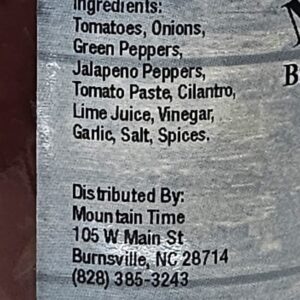 Ingredients:
Tomatoes, Onions,
Green Peppers,
Jalapeno Peppers,
Tomato Paste, Cilantro,
Lime Juice, Vinegar,
Garlic, Salt, Spices.
Distributed By:
Mountain Time
105 W Main St
Burnsville, NC 28714
(828) 385-3243